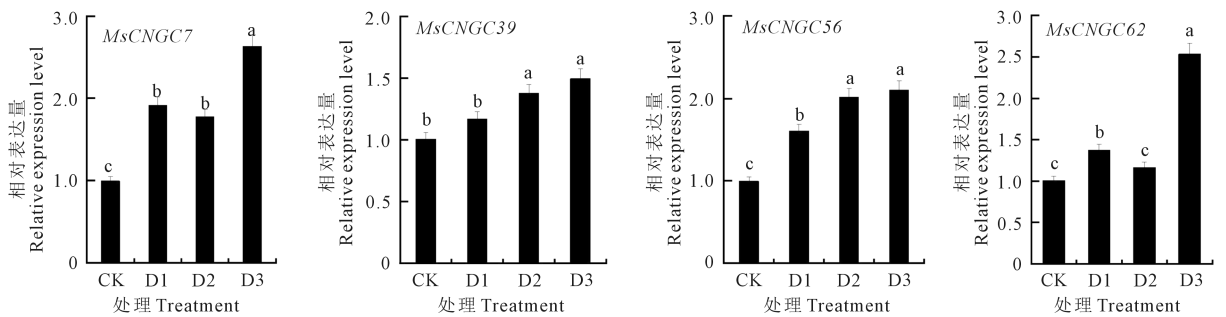 MsCNGC7
相对表达量
Relative expression level
3.0
2.0
1.0
0
c
b
b
a
CK D1 D2 D3
处理 Treatment
MsCNGC39
相对表达量
Relative expression level
2.0
1.5
1.0
0.5
0
b
b
a
a
CK D1 D2 D3
处理 Treatment
MsCNGC56
相对表达量
Relative expression level
3.0
2.0
1.0
0
c
b
a
a
CK D1 D2 D3
处理 Treatment
MsCNGC62
相对表达量
Relative expression level
3.0
2.5
2.0
1.5
1.0
0.5
0
c
b
c
a
CK D1 D2 D3
处理 Treatment